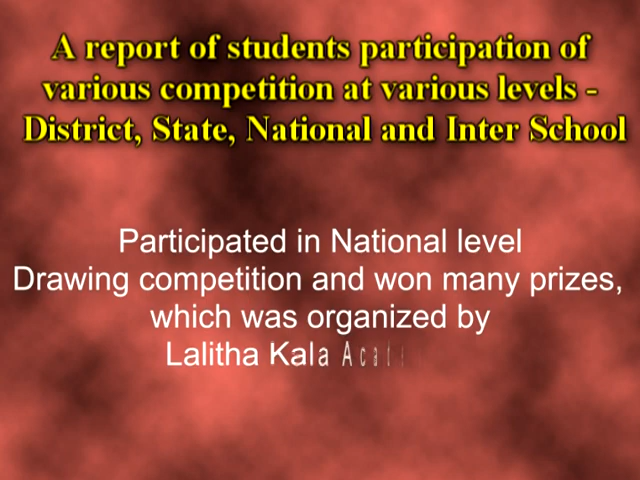 A report of students participation of
various competition at various levels -
District, State, National and Inter School
Participated in National level
Drawing competition and won many prizes,
which was organized by
Lalitha Kala